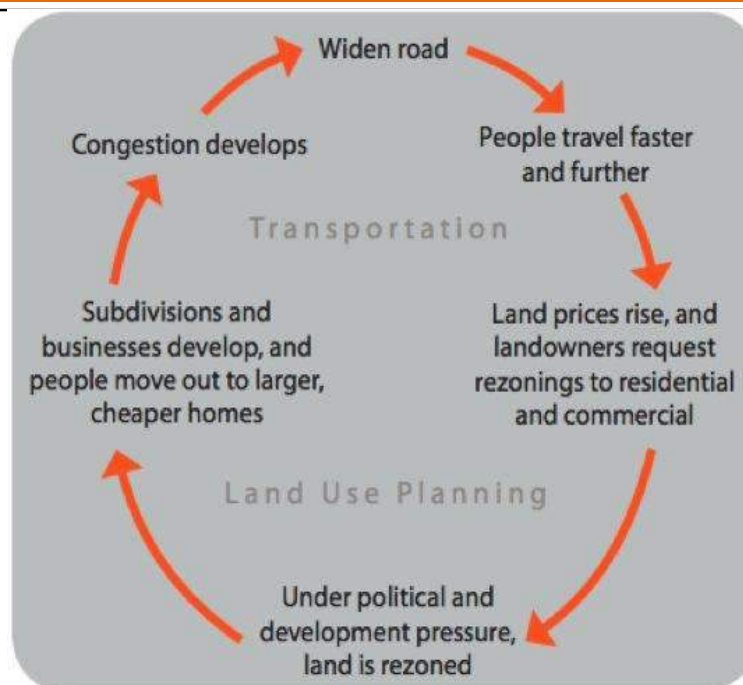 Widen road
People travel faster
and further
Land prices rise, and
landowners request
rezonings to residential
and commercial
Under political and
development pressure,
land is rezoned
Subdivisions and
businesses develop, and
people move out to larger,
cheaper homes
Congestion develops
Transportation
Land Use Planning